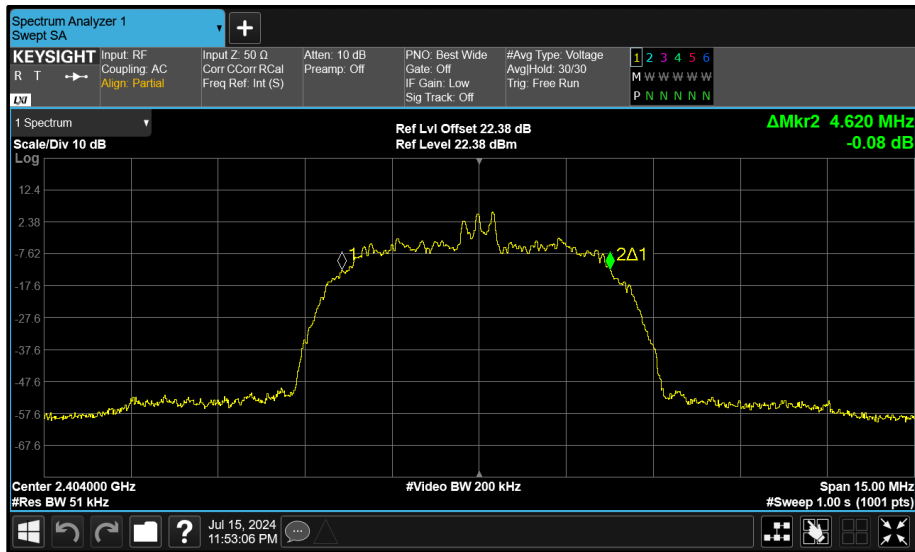 Spectrum Analyzer 1
Swept SA
KEYSIGHT
R T
LXI
Input: RF
Coupling: AC
Align: Partial
Input Z: 50 Ω
Corr CCorr RCal
Freq Ref: Int (S)
Atten: 10 dB
Preamp: Off
PNO: Best Wide
Gate: Off
IF Gain: Low
Sig Track: Off
#Avg Type: Voltage
Avg|Hold: 30/30
Trig: Free Run
1 2 3 4 5 6
M W W W W W
P N N N N N
1 Spectrum
Scale/Div 10 dB
Log
Ref Lvl Offset 22.38 dB
Ref Level 22.38 dBm
ΔMkr2 4.620 MHz
-0.08 dB
12.4
2.38
-7.62
-17.6
-27.6
-37.6
-47.6
-57.6
-67.6
1
2Δ1
Center 2.404000 GHz
#Res BW 51 kHz
#Video BW 200 kHz
Span 15.00 MHz
#Sweep 1.00 s (1001 pts)
?
Jul 15, 2024
11:53:06 PM